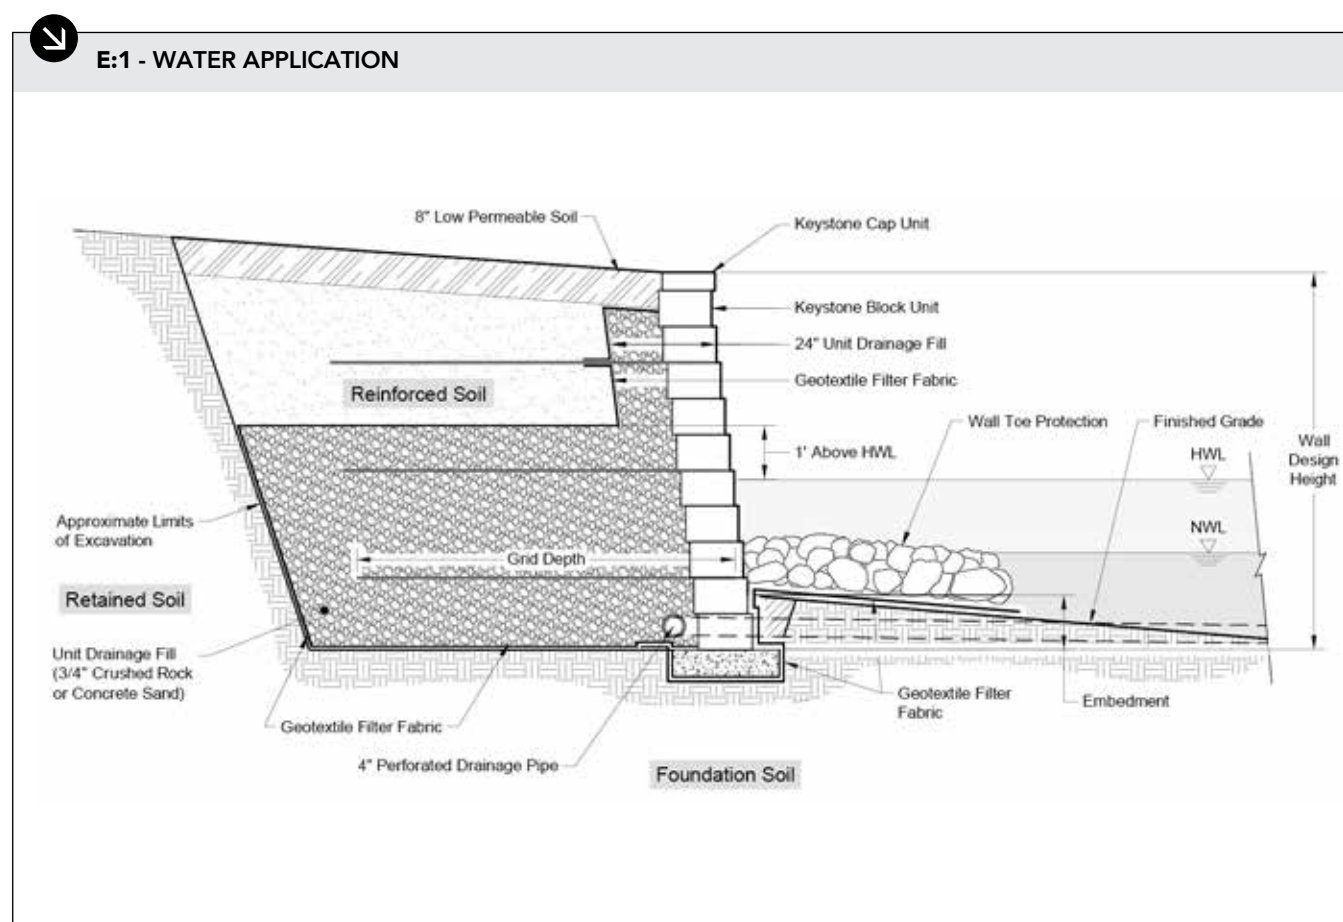 E:1 - WATER APPLICATION
8" Low Permeable Soil
Keystone Cap Unit
Keystone Block Unit
24" Unit Drainage Fill
Geotextile Filter Fabric
Reinforced Soil
Wall Toe Protection
Finished Grade
HWL
Wall
Design
Height
1' Above HWL
NWL
Approximate Limits
of Excavation
Grid Depth
Retained Soil
Unit Drainage Fill
(3/4" Crushed Rock
or Concrete Sand)
Geotextile Filter
Fabric
Embedment
Geotextile Filter Fabric
4" Perforated Drainage Pipe
Foundation Soil